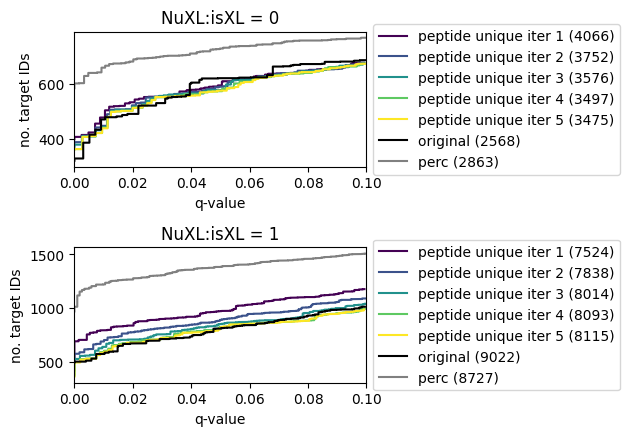 NuXL:isXL = 0
no. target IDs
600
400
0.00 0.02 0.04 0.06 0.08 0.10
q-value
peptide unique iter 1 (4066)
peptide unique iter 2 (3752)
peptide unique iter 3 (3576)
peptide unique iter 4 (3497)
peptide unique iter 5 (3475)
original (2568)
perc (2863)
NuXL:isXL = 1
no. target IDs
1500
1000
500
0.00 0.02 0.04 0.06 0.08 0.10
q-value
peptide unique iter 1 (7524)
peptide unique iter 2 (7838)
peptide unique iter 3 (8014)
peptide unique iter 4 (8093)
peptide unique iter 5 (8115)
original (9022)
perc (8727)